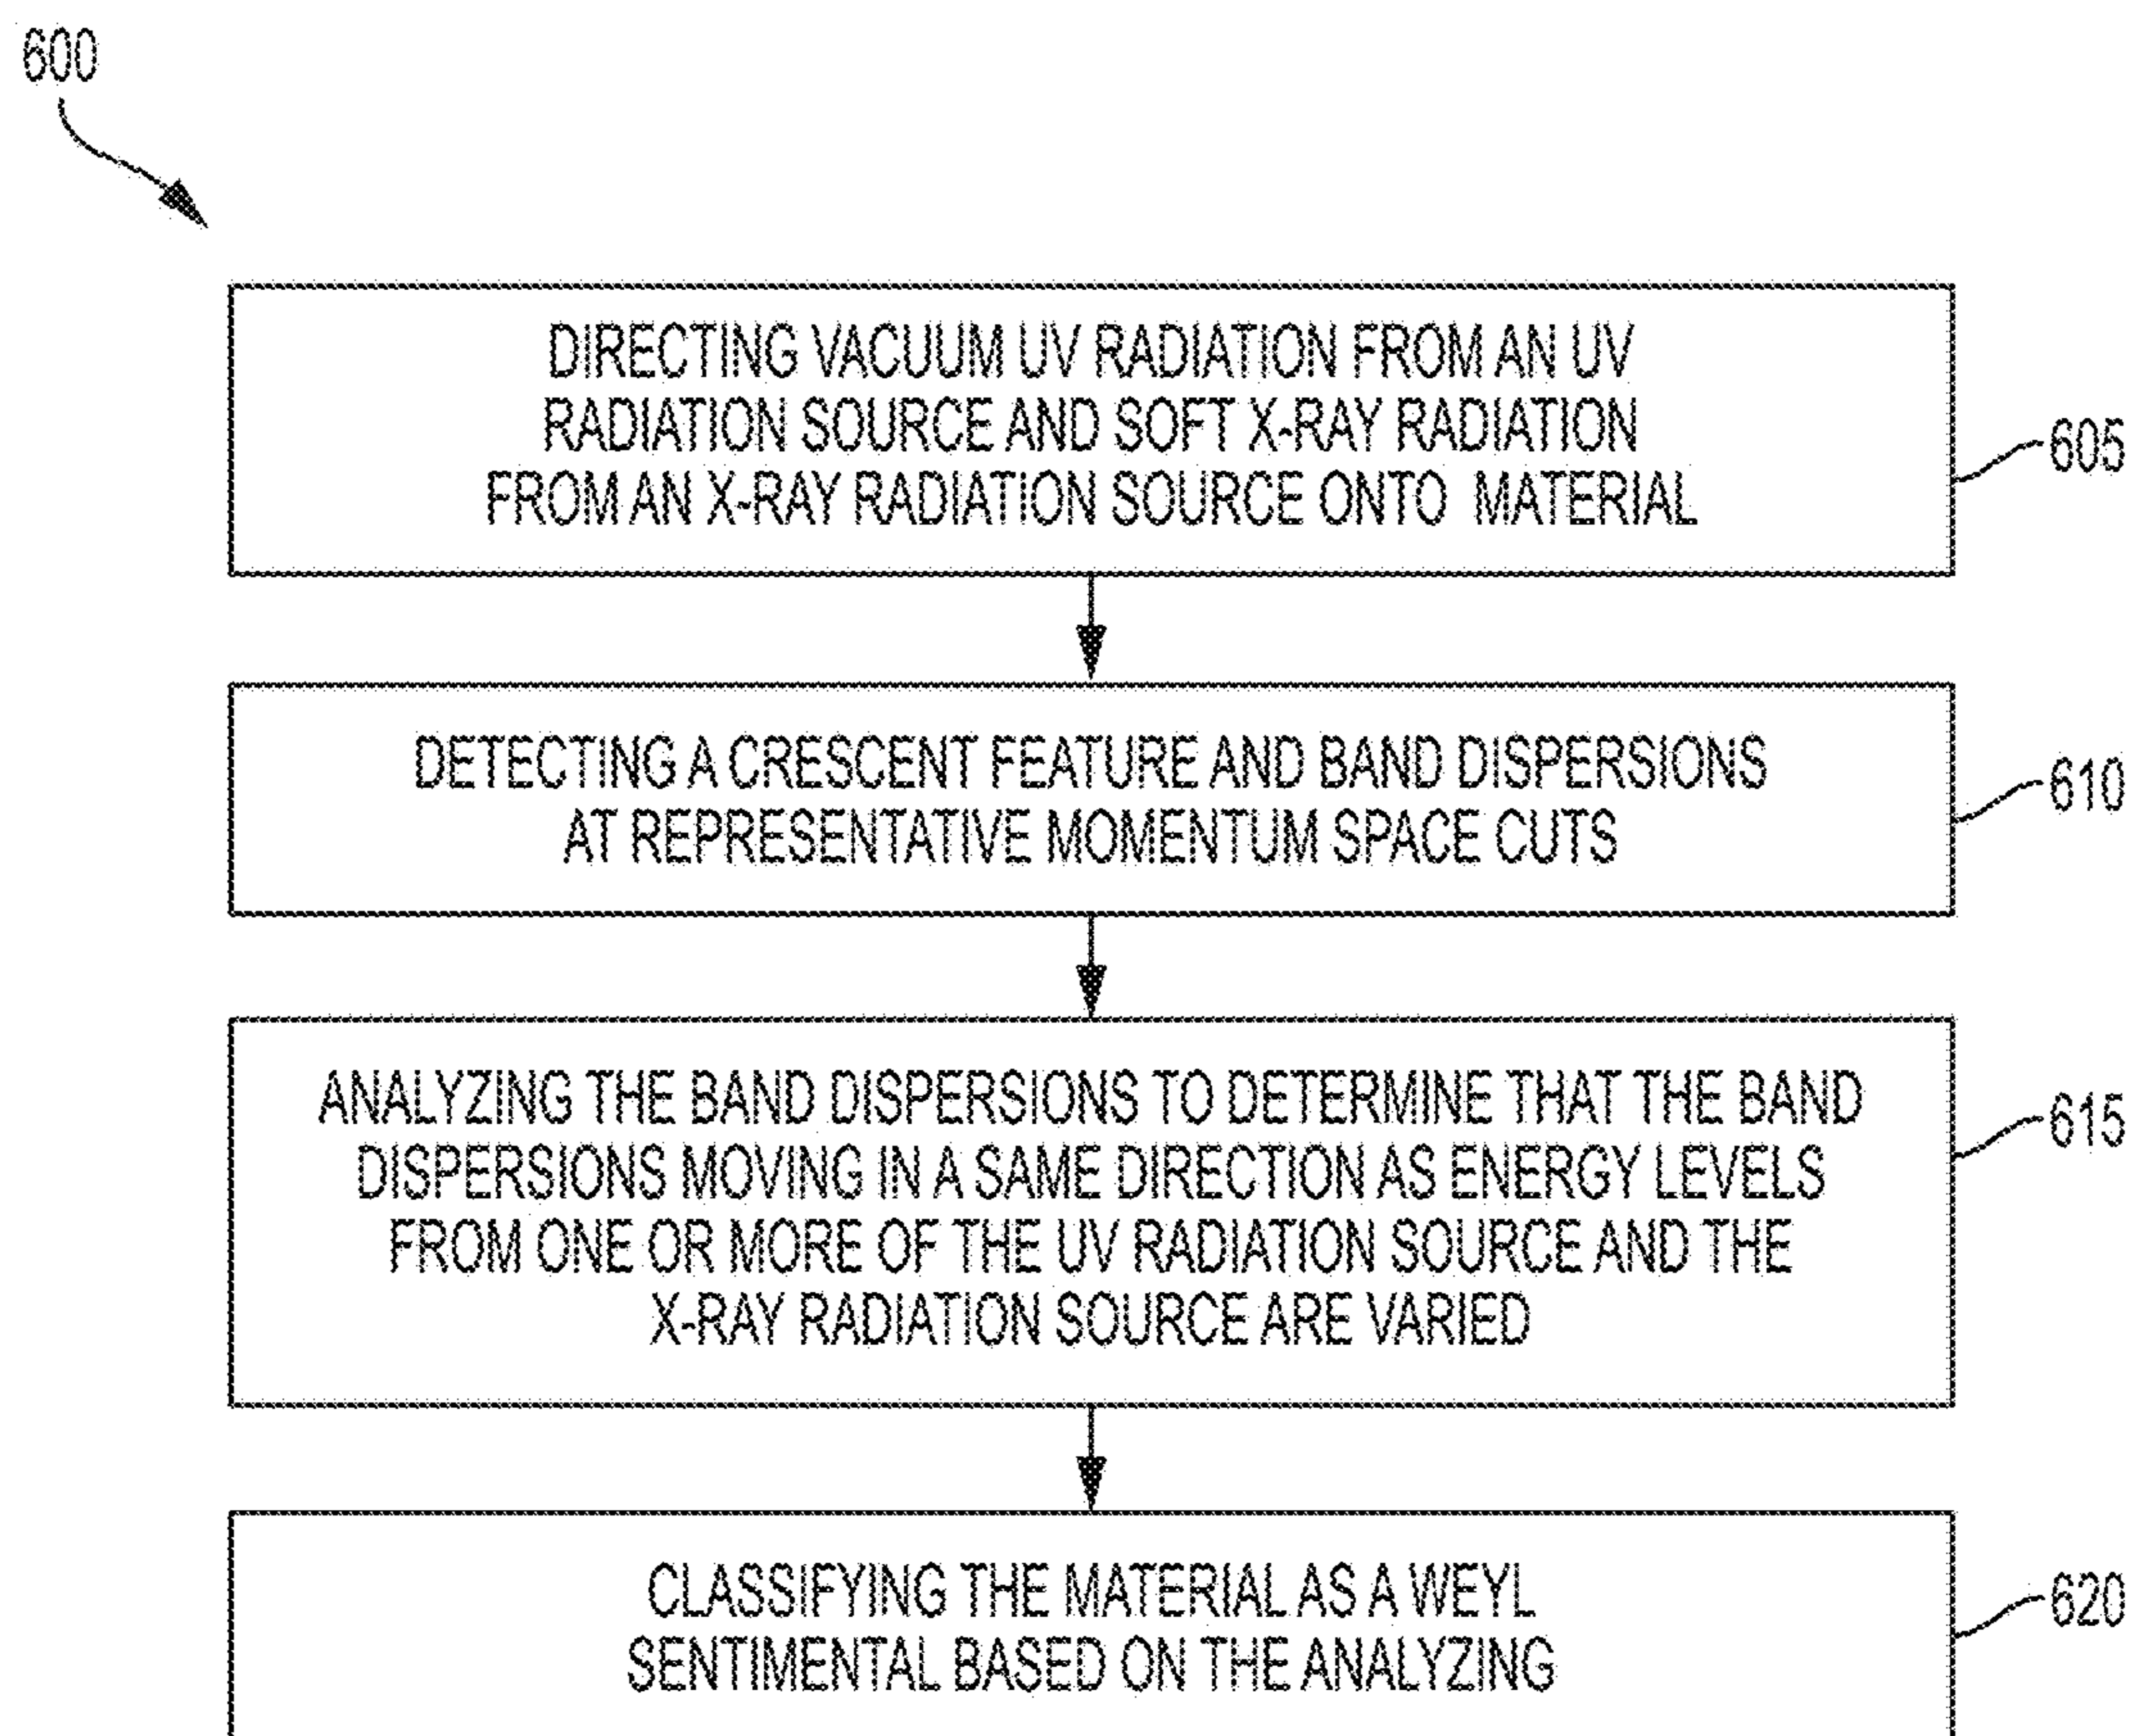 600
DIRECTING VACUUM UV RADIATION FROM AN UV
RADIATION SOURCE AND SOFT X-RAY RADIATION
FROM AN X-RAY RADIATION SOURCE ONTO MATERIAL
605
DETECTING A CRESCENT FEATURE AND BAND DISPERSIONS
AT REPRESENTATIVE MOMENTUM SPACE CUTS
610
ANALYZING THE BAND DISPERSIONS TO DETERMINE THAT THE BAND
DISPERSIONS MOVING IN A SAME DIRECTION AS ENERGY LEVELS
FROM ONE OR MORE OF THE UV RADIATION SOURCE AND THE
X-RAY RADIATION SOURCE ARE VARIED
615
CLASSIFYING THE MATERIAL AS A WEYL
SENTIMENTAL BASED ON THE ANALYZING
620